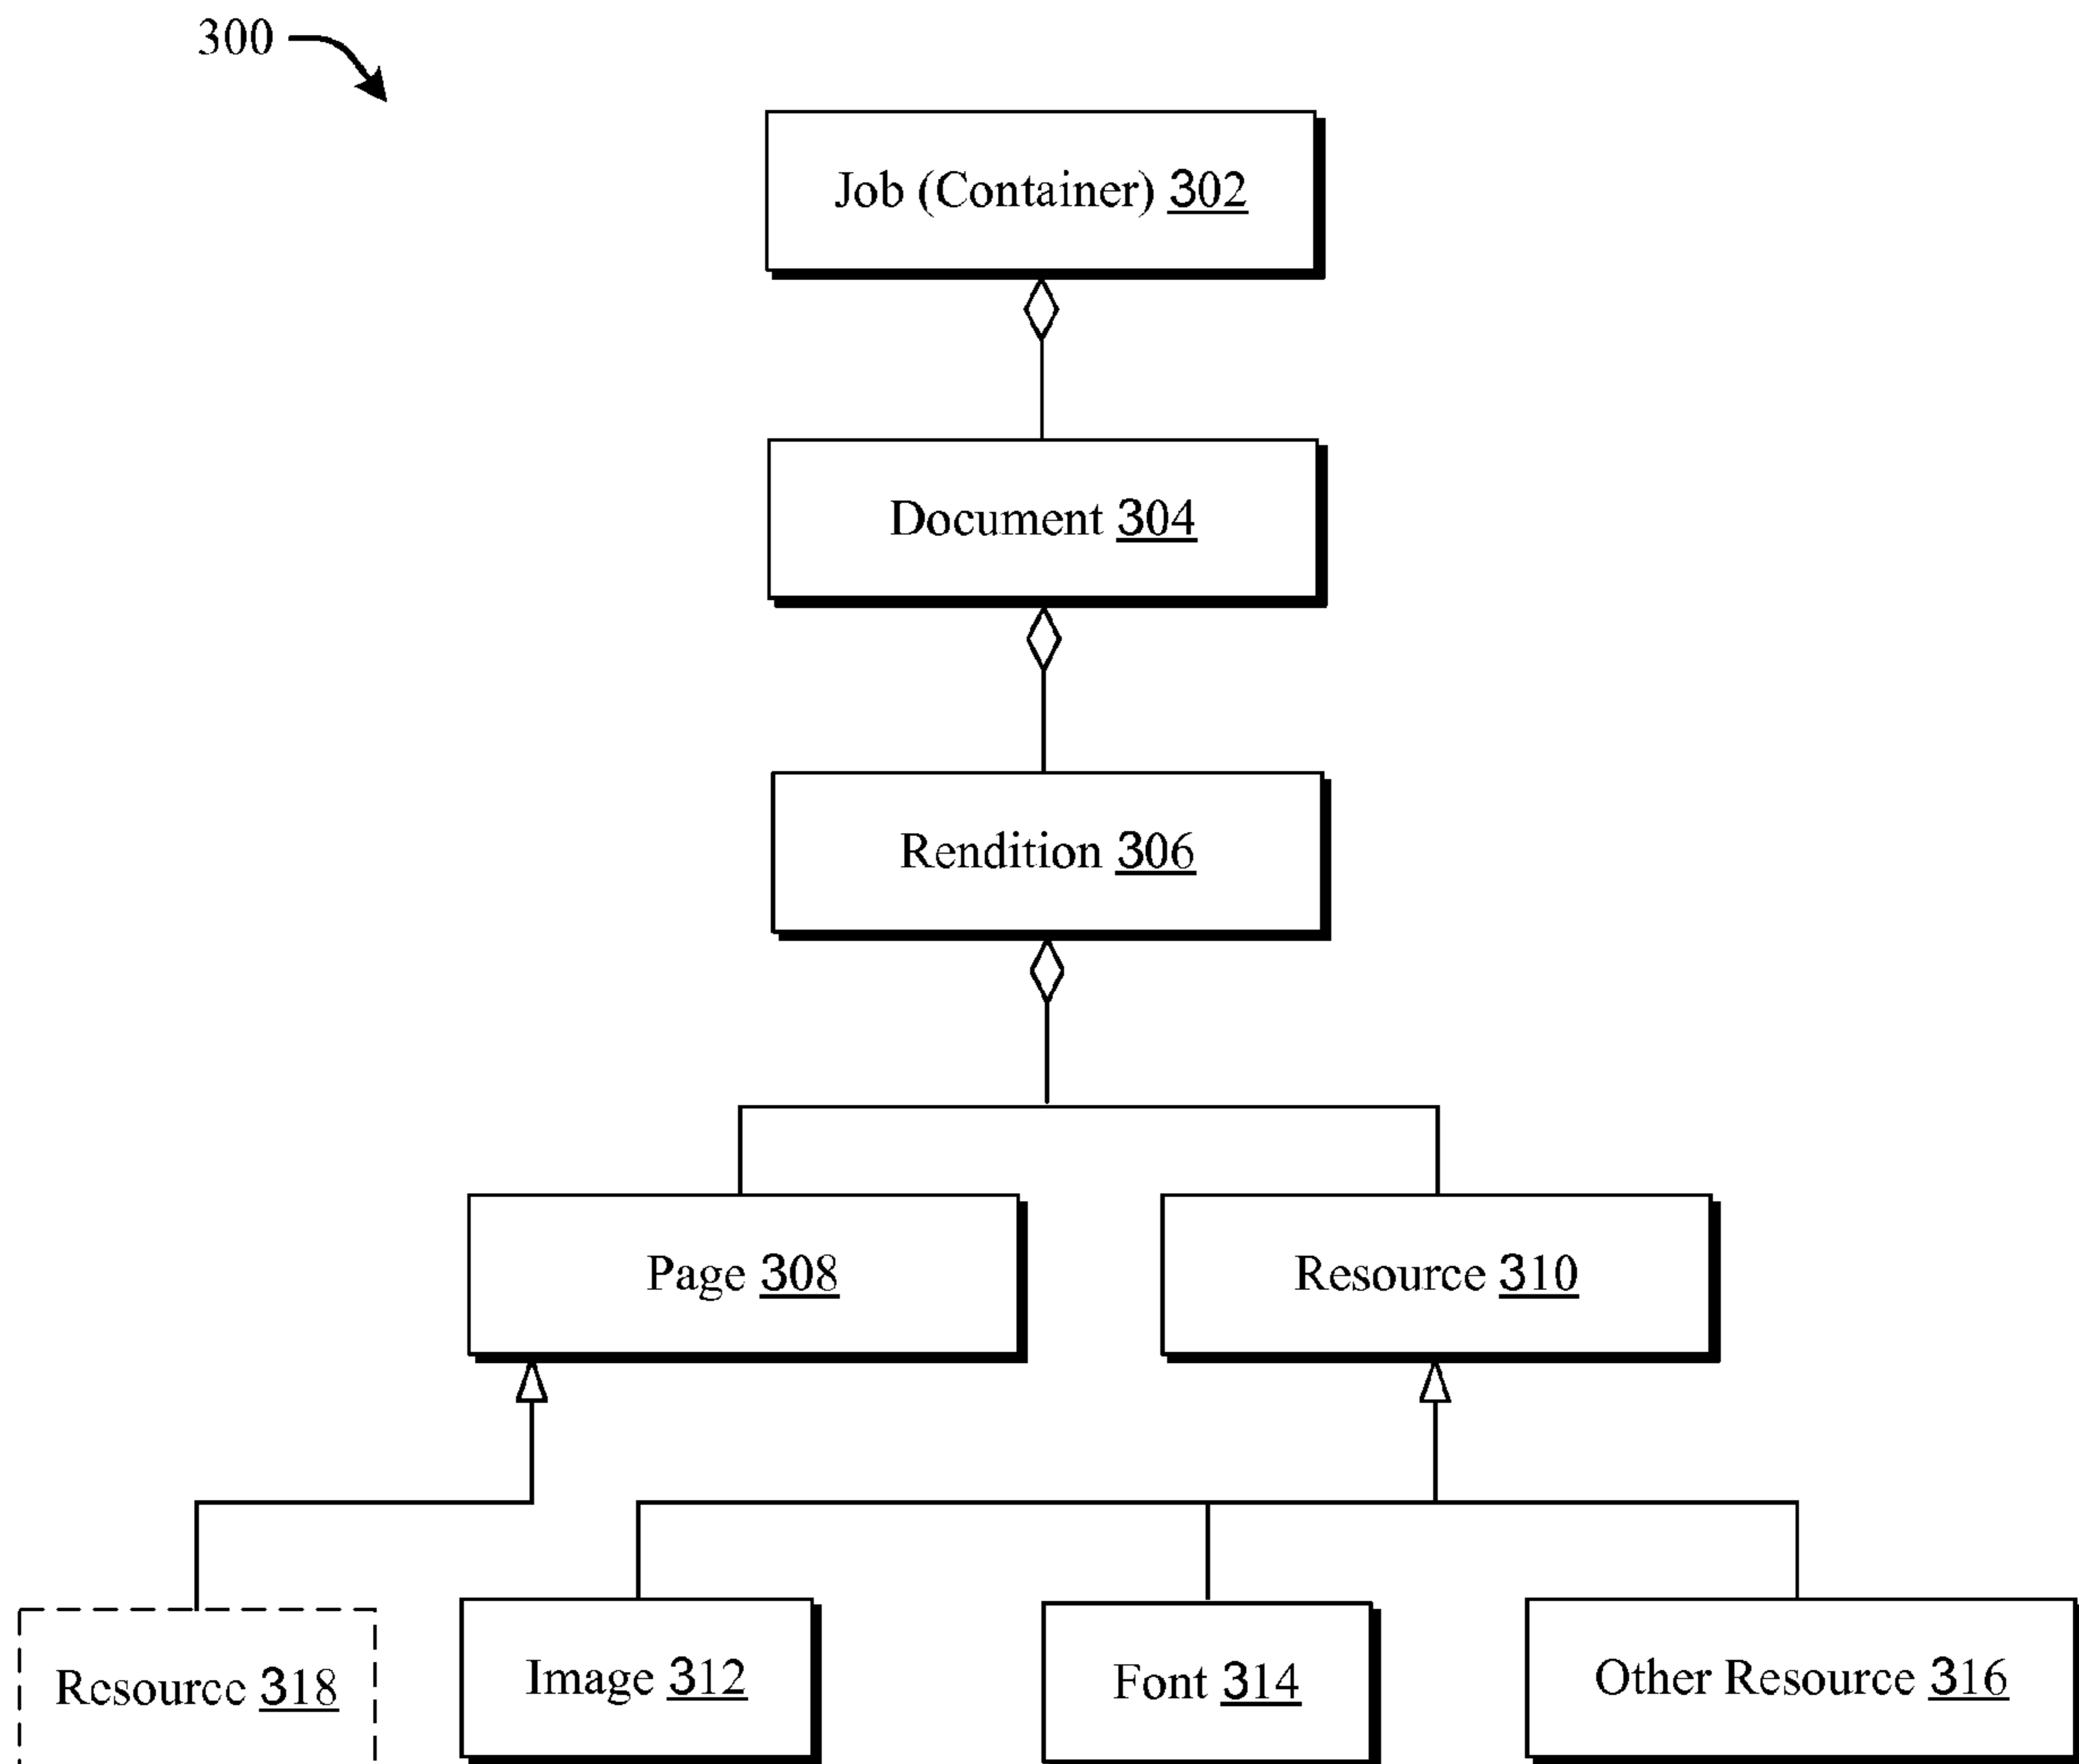 300
Job (Container) 302
Document 304
Rendition 306
Page 308
Resource 310
Resource 318
Image 312
Font 314
Other Resource 316